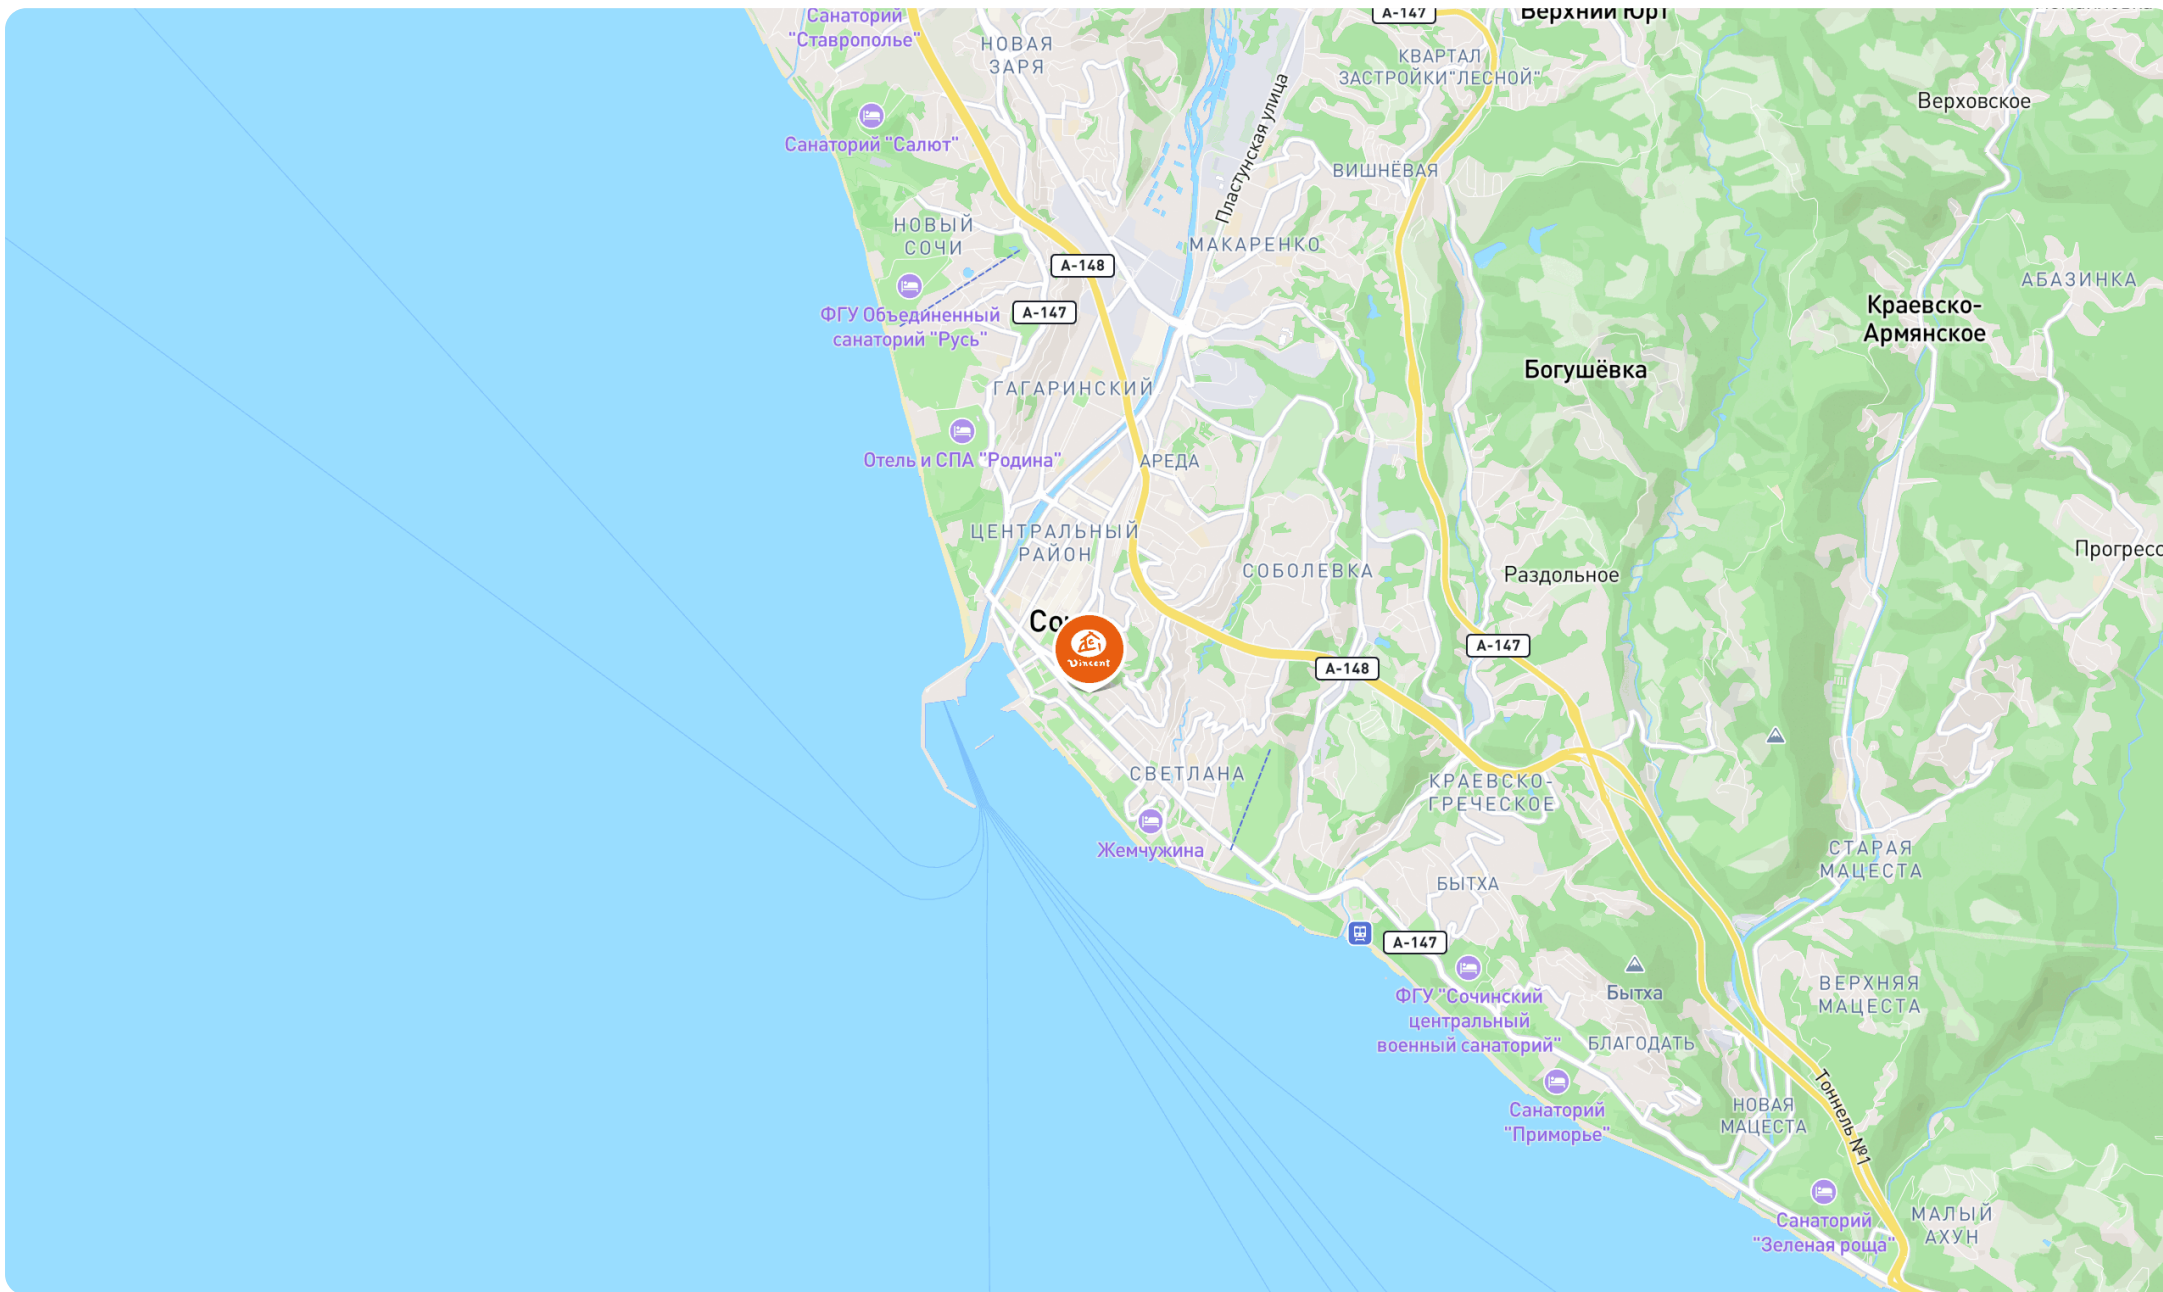 Санаторий
"Ставрополье"
НОВАЯ
ЗАРЯ
А-147
Верхний Юрт
КВАРТАЛ
ЗАСТРОЙКИ"ЛЕСНОЙ"
Верховское
Санаторий "Салют"
Пластунская улица
ВИШНЁВАЯ
НОВЫЙ
СОЧИ
МАКАРЕНКО
А-148
АБАЗИНКА
ФГУ Объединенный
санаторий "Русь"
А-147
Краевско-
Армянское
Богушёвка
ГАГАРИНСКИЙ
Отель и СПА "Родина"
АРЕДА
ЦЕНТРАЛЬНЫЙ
РАЙОН
Прогресс
СОБОЛЕВКА
Раздольное
Vincent
А-147
А-148
СВЕТЛАНА
КРАЕВСКО-
ГРЕЧЕСКОЕ
Жемчужина
СТАРАЯ
МАЦЕСТА
БЫТХА
А-147
ФГУ "Сочинский
центральный
военный санаторий"
Бытха
ВЕРХНЯЯ
МАЦЕСТА
БЛАГОДАТЬ
Санаторий
"Приморье"
НОВАЯ
МАЦЕСТА
Тоннель №1
Санаторий
"Зеленая роща"
МАЛЫЙ
АХУН